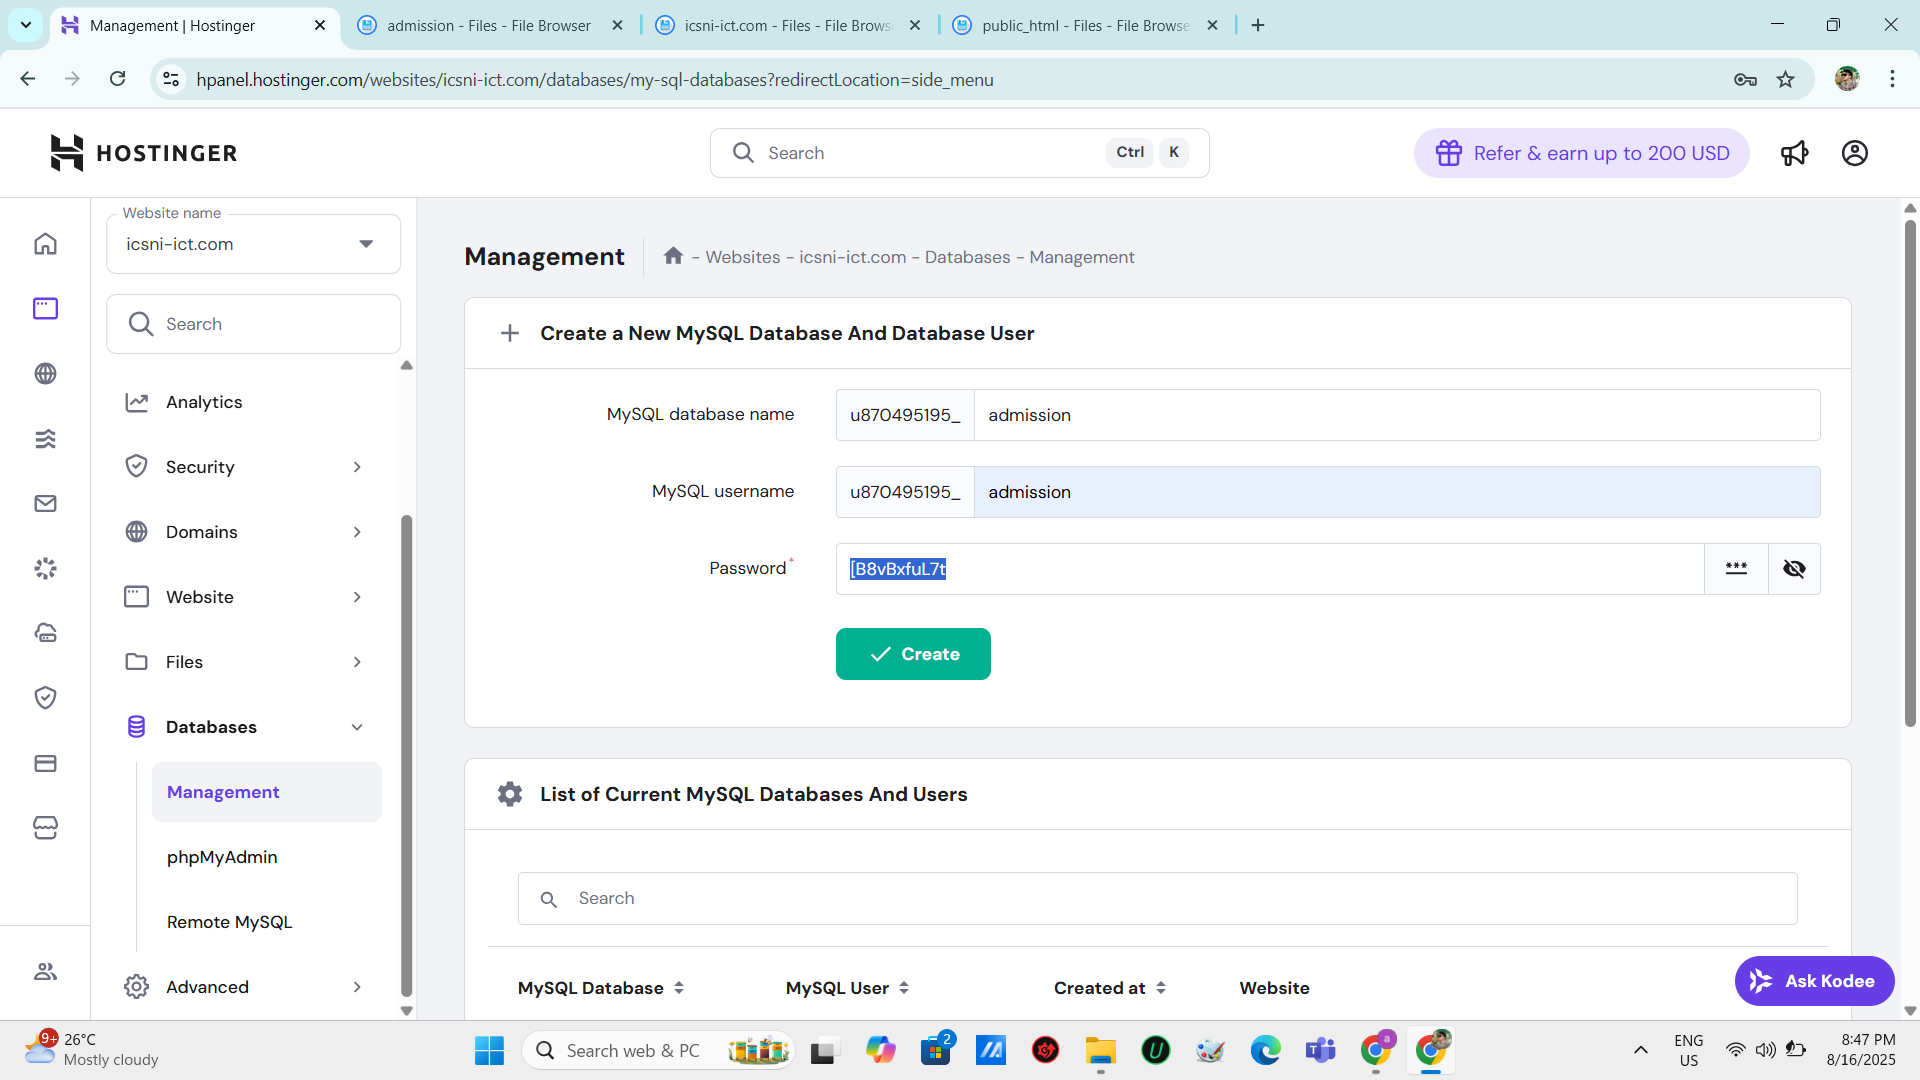 Management | Hostinger
admission - Files - File Browser
icsni-ict.com - Files - File Brows
public_html - Files - File Browse
hpanel.hostinger.com/websites/icsni-ict.com/databases/my-sql-databases?redirectLocation=side_menu
HOSTINGER
Search
Ctrl
K
Refer & earn up to 200 USD
Website name
icsni-ict.com
Search
Analytics
Security
Domains
Website
Files
Databases
Management
phpMyAdmin
Remote MySQL
Advanced
Management
- Websites - icsni-ict.com - Databases - Management
Create a New MySQL Database And Database User
MySQL database name
u870495195_
admission
MySQL username
u870495195_
admission
Password*
[B8vBxfuL7t
***
Create
List of Current MySQL Databases And Users
Search
MySQL Database
MySQL User
Created at
Website
Ask Kodee
9+
26°C
Mostly cloudy
Search web & PC
2
a
ENG
US
8:47 PM
8/16/2025